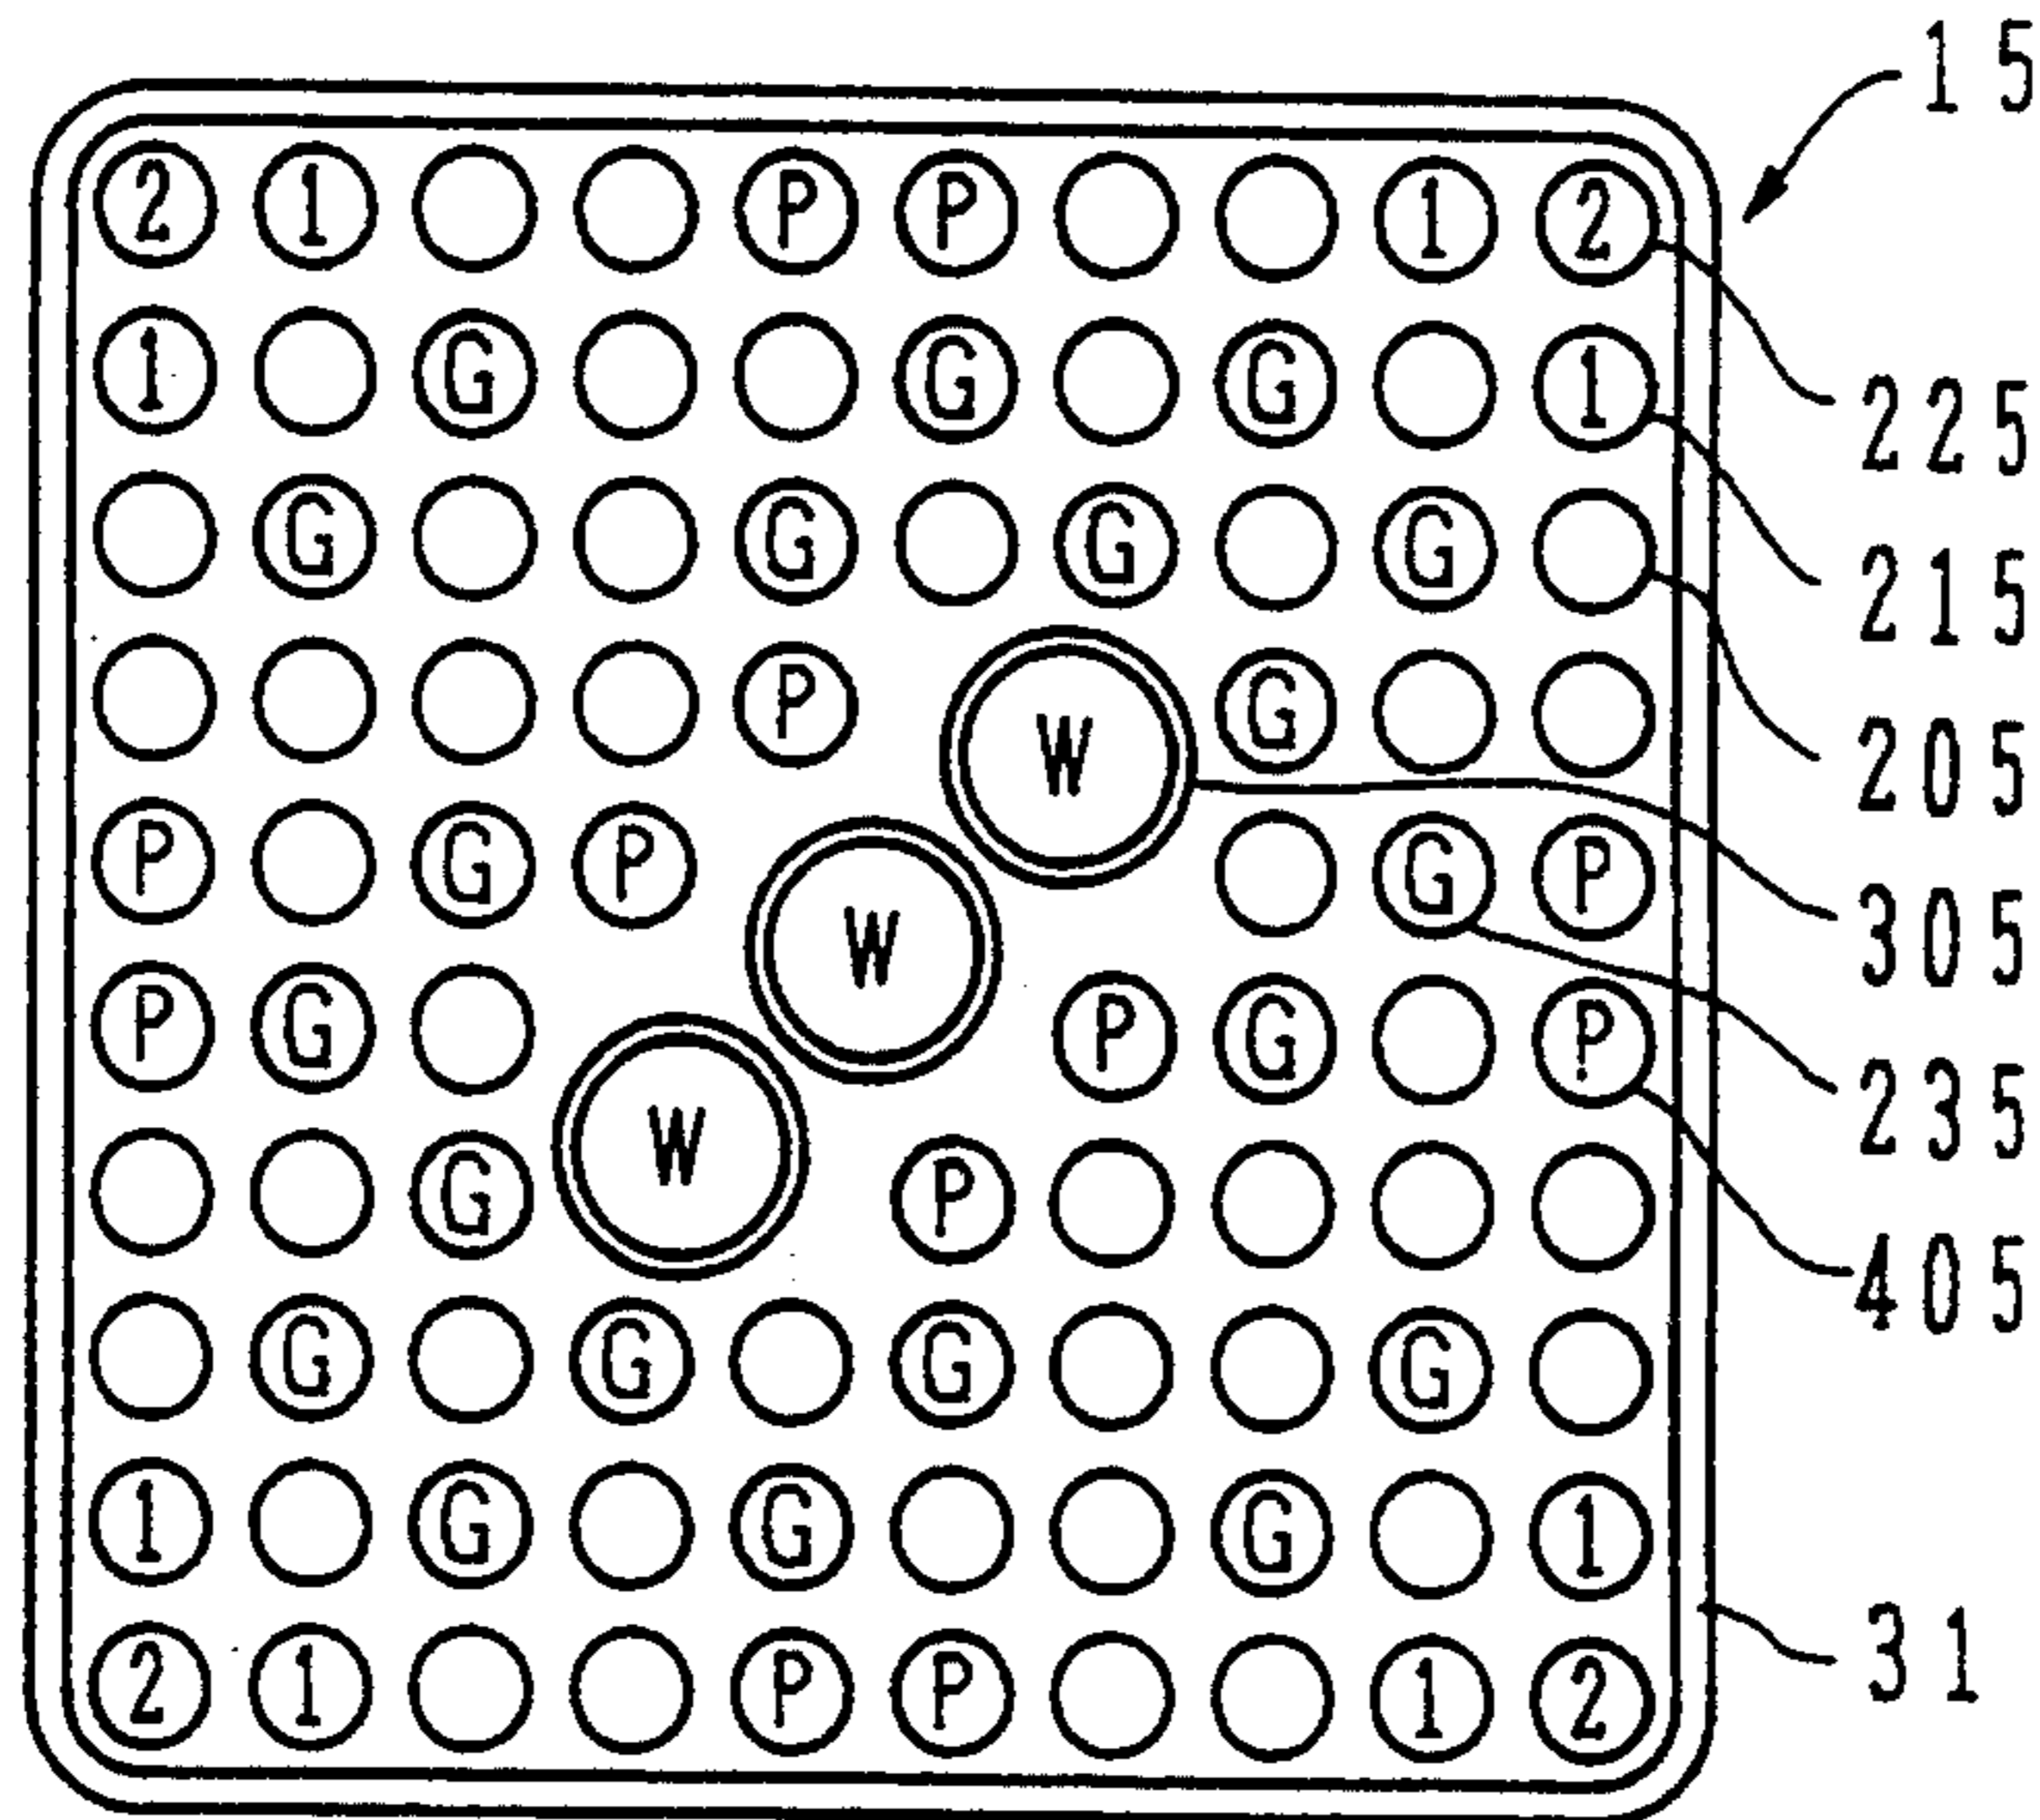 15
2 1 P P 1 2
1 G G G 1
225
G G G G
215
P W G
205
P G P W G P
305
P G P G P
235
G W P
405
G G G G
1 G G G 1
31
2 1 P P 1 2